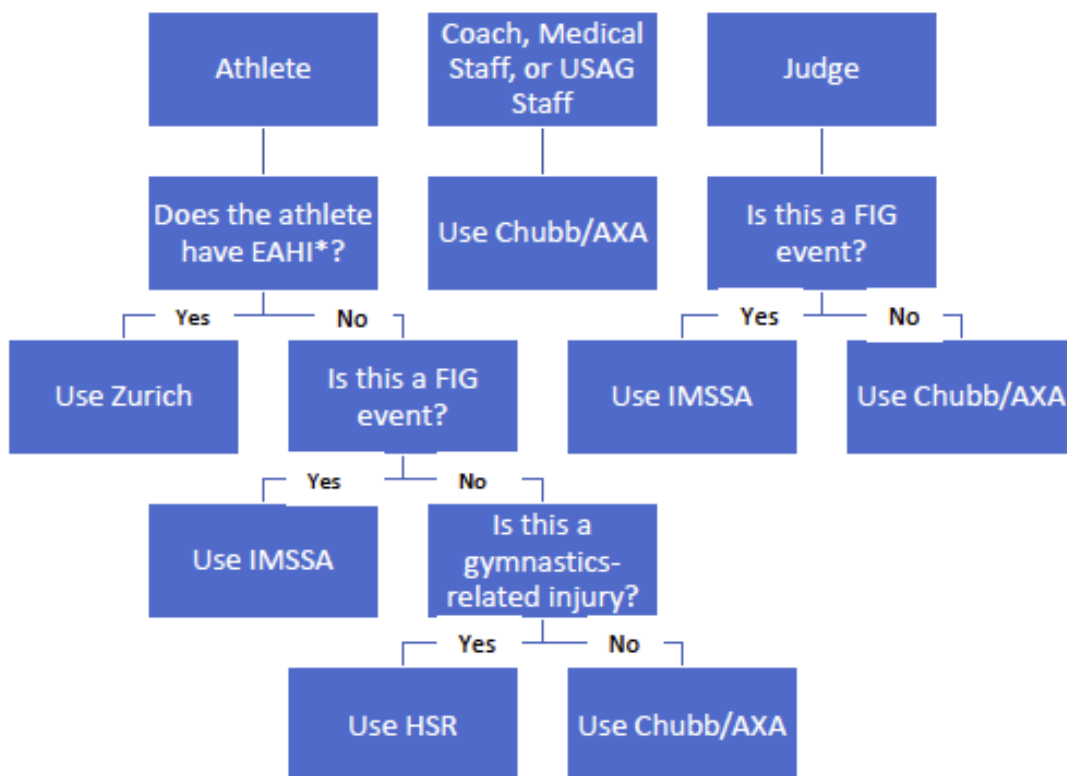 Athlete
Coach, Medical
Staff, or USAG
Staff
Judge
Does the athlete
have EAHI*?
Use Chubb/AXA
Is this a FIG
event?
Yes
No
Yes
No
Use Zurich
Is this a FIG
event?
Use IMSSA
Use Chubb/AXA
Yes
No
Use IMSSA
Is this a
gymnastics-
related injury?
Yes
No
Use HSR
Use Chubb/AXA